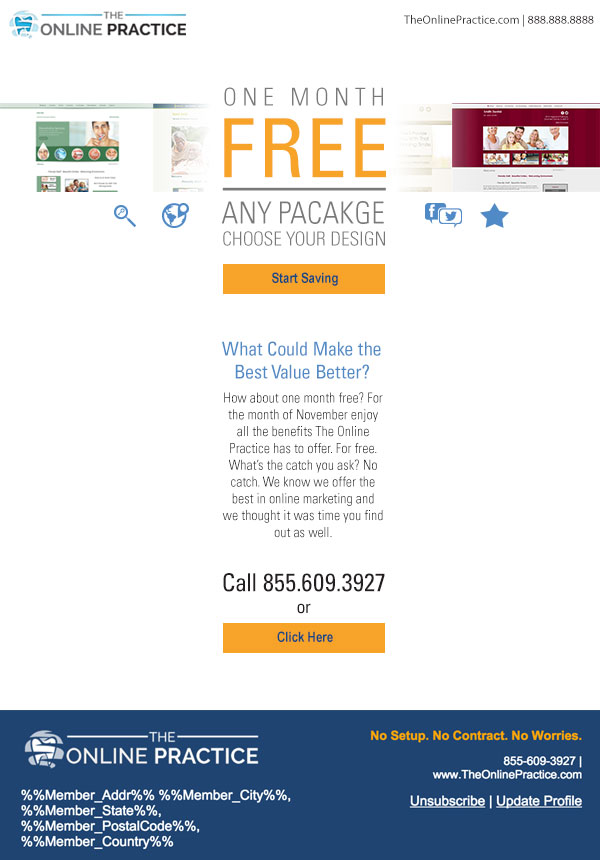 THE
ONLINE PRACTICE
TheOnlinePractice.com | 888.888.8888
ONE MONTH
FREE
ANY PACAKGE
CHOOSE YOUR DESIGN
Start Saving
What Could Make the
Best Value Better?
How about one month free? For
the month of November enjoy
all the benefits The Online
Practice has to offer. For free.
What's the catch you ask? No
catch. We know we offer the
best in online marketing and
we thought it was time you find
out as well.
Call 855.609.3927
or
Click Here
THE
ONLINE PRACTICE
%%Member_Addr%% %%Member_City%%,
%%Member_State%%,
%%Member_PostalCode%%,
%%Member_Country%%
No Setup. No Contract. No Worries.
855-609-3927 |
www.TheOnlinePractice.com
Unsubscribe | Update Profile